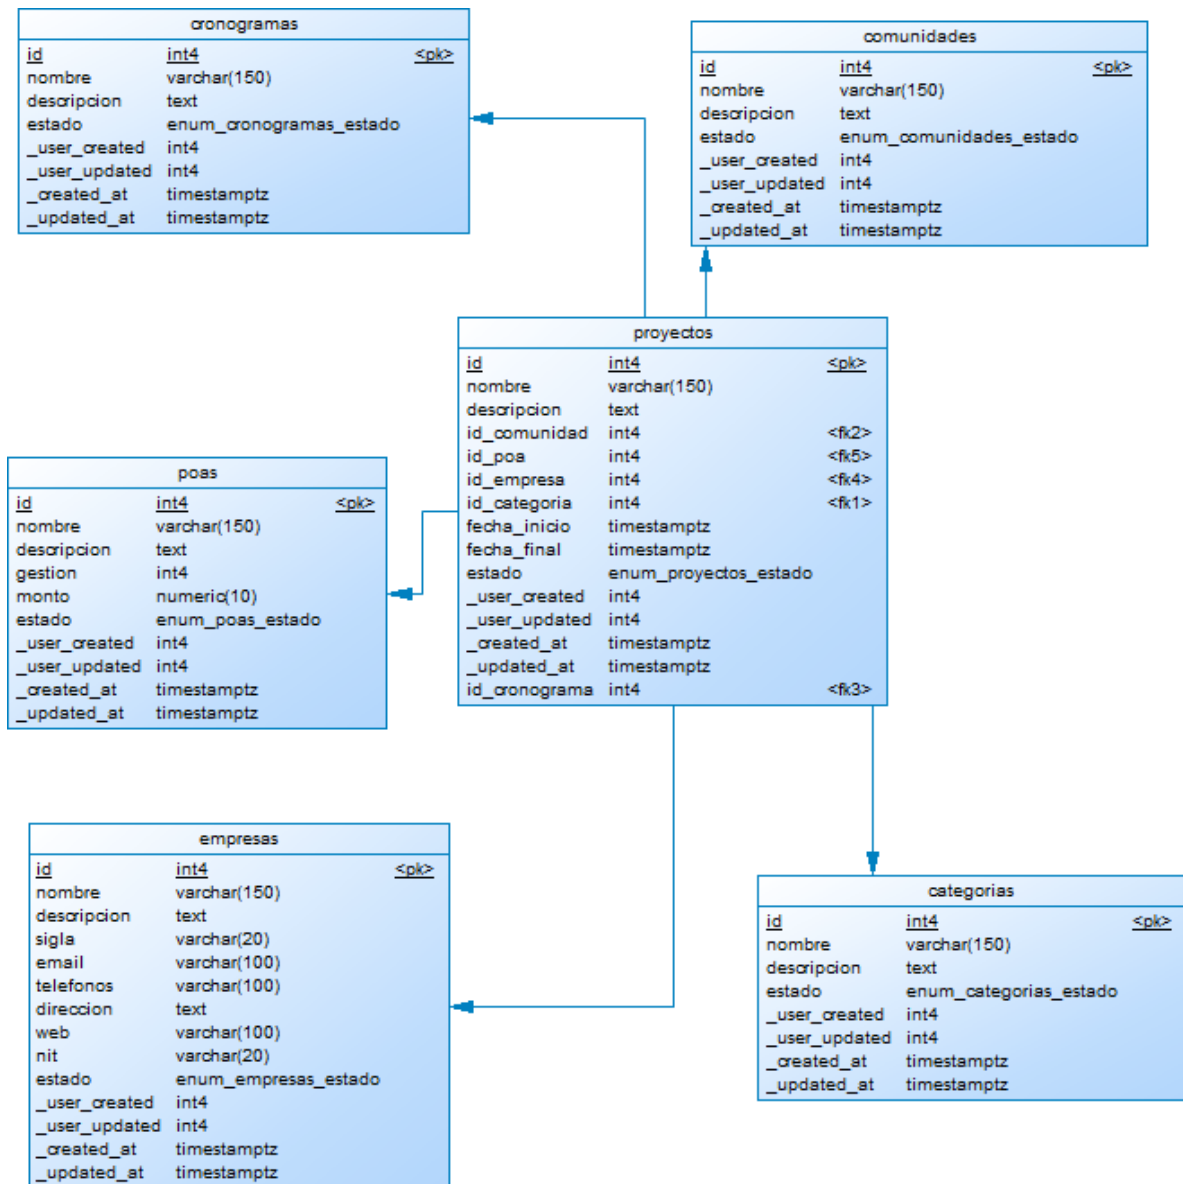 cronogramas
id int4 <pk>
nombre varchar(150)
descripcion text
estado enum_cronogramas_estado
_user_created int4
_user_updated int4
_created_at timestamptz
_updated_at timestamptz
comunidades
id int4 <pk>
nombre varchar(150)
descripcion text
estado enum_comunidades_estado
_user_created int4
_user_updated int4
_created_at timestamptz
_updated_at timestamptz
proyectos
id int4 <pk>
nombre varchar(150)
descripcion text
id_comunidad int4 <fk2>
id_poa int4 <fk5>
id_empresa int4 <fk4>
id_categoria int4 <fk1>
fecha_inicio timestamptz
fecha_final timestamptz
estado enum_proyectos_estado
_user_created int4
_user_updated int4
_created_at timestamptz
_updated_at timestamptz
id_cronograma int4 <fk3>
poas
id int4 <pk>
nombre varchar(150)
descripcion text
gestion int4
monto numeric(10)
estado enum_poas_estado
_user_created int4
_user_updated int4
_created_at timestamptz
_updated_at timestamptz
empresas
id int4 <pk>
nombre varchar(150)
descripcion text
sigla varchar(20)
email varchar(100)
telefonos varchar(100)
direccion text
web varchar(100)
nit varchar(20)
estado enum_empresas_estado
_user_created int4
_user_updated int4
_created_at timestamptz
_updated_at timestamptz
categorias
id int4 <pk>
nombre varchar(150)
descripcion text
estado enum_categorias_estado
_user_created int4
_user_updated int4
_created_at timestamptz
_updated_at timestamptz